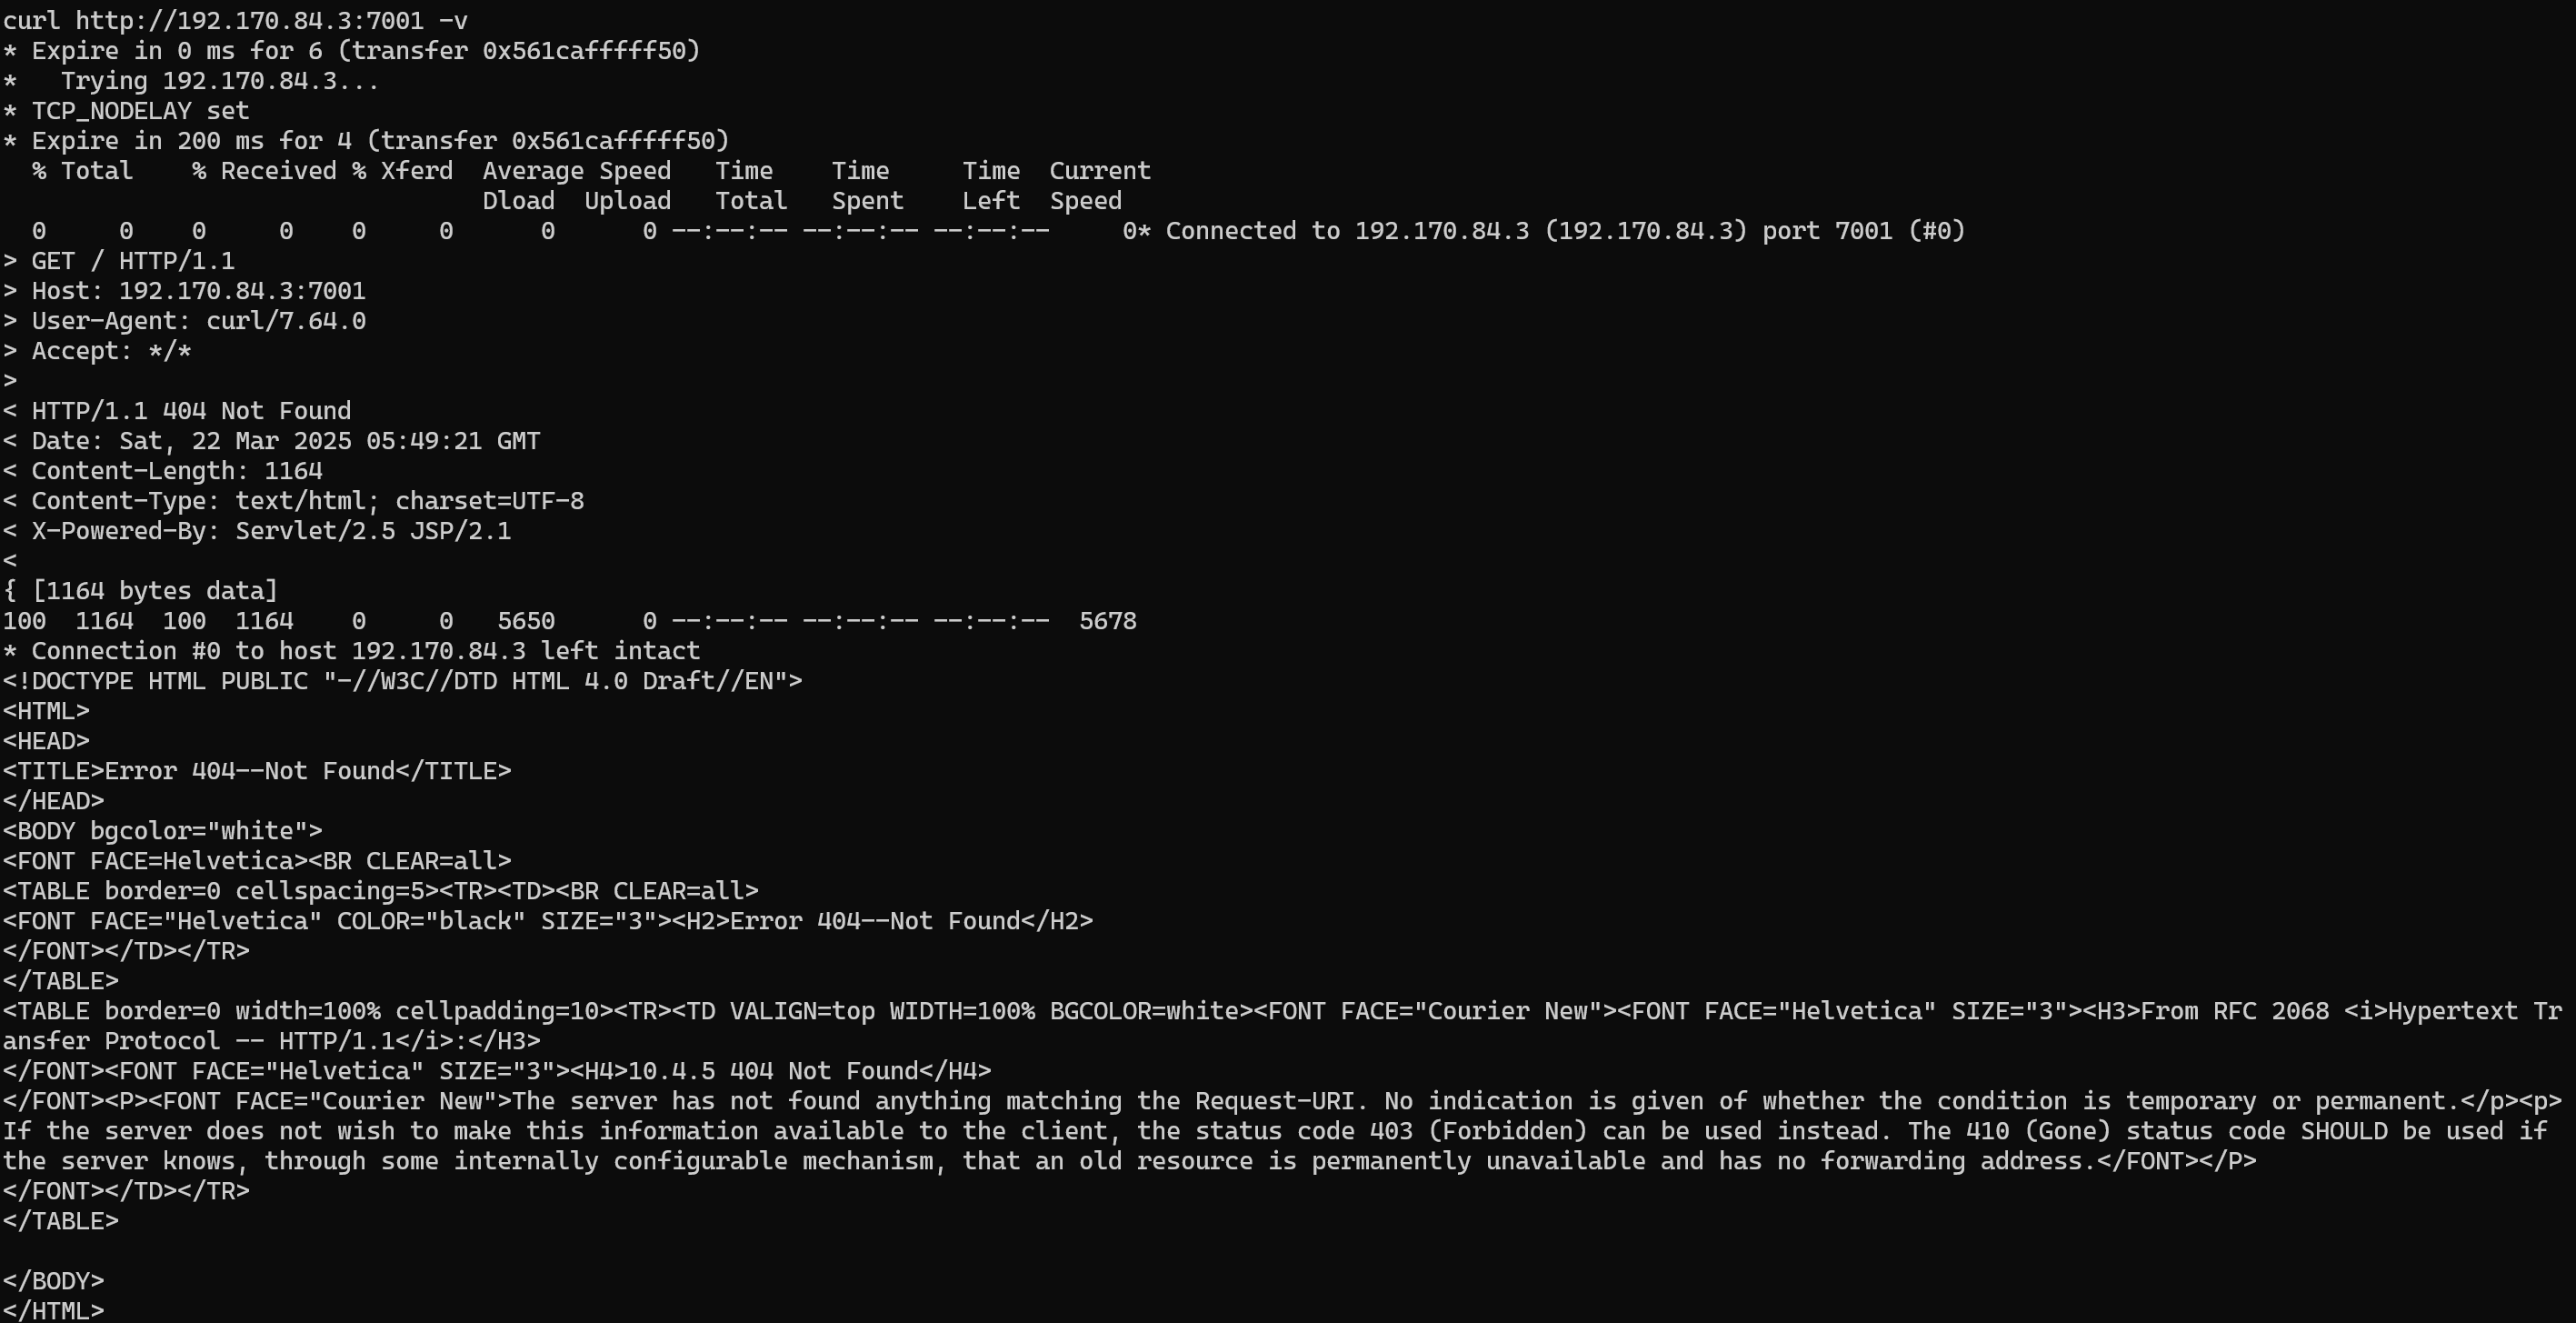 curl http://192.170.84.3:7001 -v
* Expire in 0 ms for 6 (transfer 0x561cafffff50)
*   Trying 192.170.84.3...
* TCP_NODELAY set
* Expire in 200 ms for 4 (transfer 0x561cafffff50)
  % Total    % Received % Xferd  Average Speed   Time    Time     Time  Current
                                 Dload  Upload   Total   Spent    Left  Speed
  0     0    0     0    0     0      0      0 --:--:-- --:--:-- --:--:--     0* Connected to 192.170.84.3 (192.170.84.3) port 7001 (#0)
> GET / HTTP/1.1
> Host: 192.170.84.3:7001
> User-Agent: curl/7.64.0
> Accept: */*
>
< HTTP/1.1 404 Not Found
< Date: Sat, 22 Mar 2025 05:49:21 GMT
< Content-Length: 1164
< Content-Type: text/html; charset=UTF-8
< X-Powered-By: Servlet/2.5 JSP/2.1
<
{ [1164 bytes data]
100  1164  100  1164    0     0   5650      0 --:--:-- --:--:-- --:--:--  5678
* Connection #0 to host 192.170.84.3 left intact
<!DOCTYPE HTML PUBLIC "-//W3C//DTD HTML 4.0 Draft//EN">
<HTML>
<HEAD>
<TITLE>Error 404--Not Found</TITLE>
</HEAD>
<BODY bgcolor="white">
<FONT FACE=Helvetica><BR CLEAR=all>
<TABLE border=0 cellspacing=5><TR><TD><BR CLEAR=all>
<FONT FACE="Helvetica" COLOR="black" SIZE="3"><H2>Error 404--Not Found</H2>
</FONT></TD></TR>
</TABLE>
<TABLE border=0 width=100% cellpadding=10><TR><TD VALIGN=top WIDTH=100% BGCOLOR=white><FONT FACE="Courier New"><FONT FACE="Helvetica" SIZE="3"><H3>From RFC 2068 <i>Hypertext Tr
ansfer Protocol -- HTTP/1.1</i>:</H3>
</FONT><FONT FACE="Helvetica" SIZE="3"><H4>10.4.5 404 Not Found</H4>
</FONT><P><FONT FACE="Courier New">The server has not found anything matching the Request-URI. No indication is given of whether the condition is temporary or permanent.</p><p>
If the server does not wish to make this information available to the client, the status code 403 (Forbidden) can be used instead. The 410 (Gone) status code SHOULD be used if
the server knows, through some internally configurable mechanism, that an old resource is permanently unavailable and has no forwarding address.</FONT></P>
</FONT></TD></TR>
</TABLE>

</BODY>
</HTML>